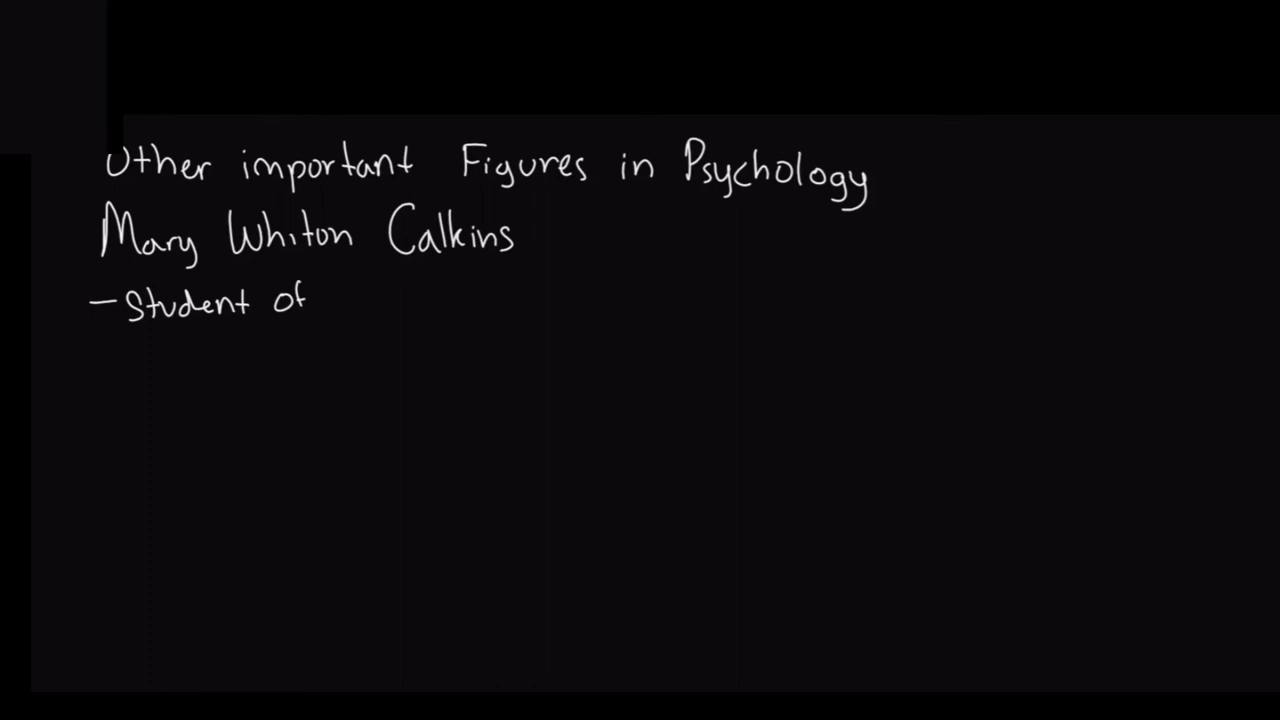 Other important Figures in Psychology
Mary Whiton Calkins
- Student of